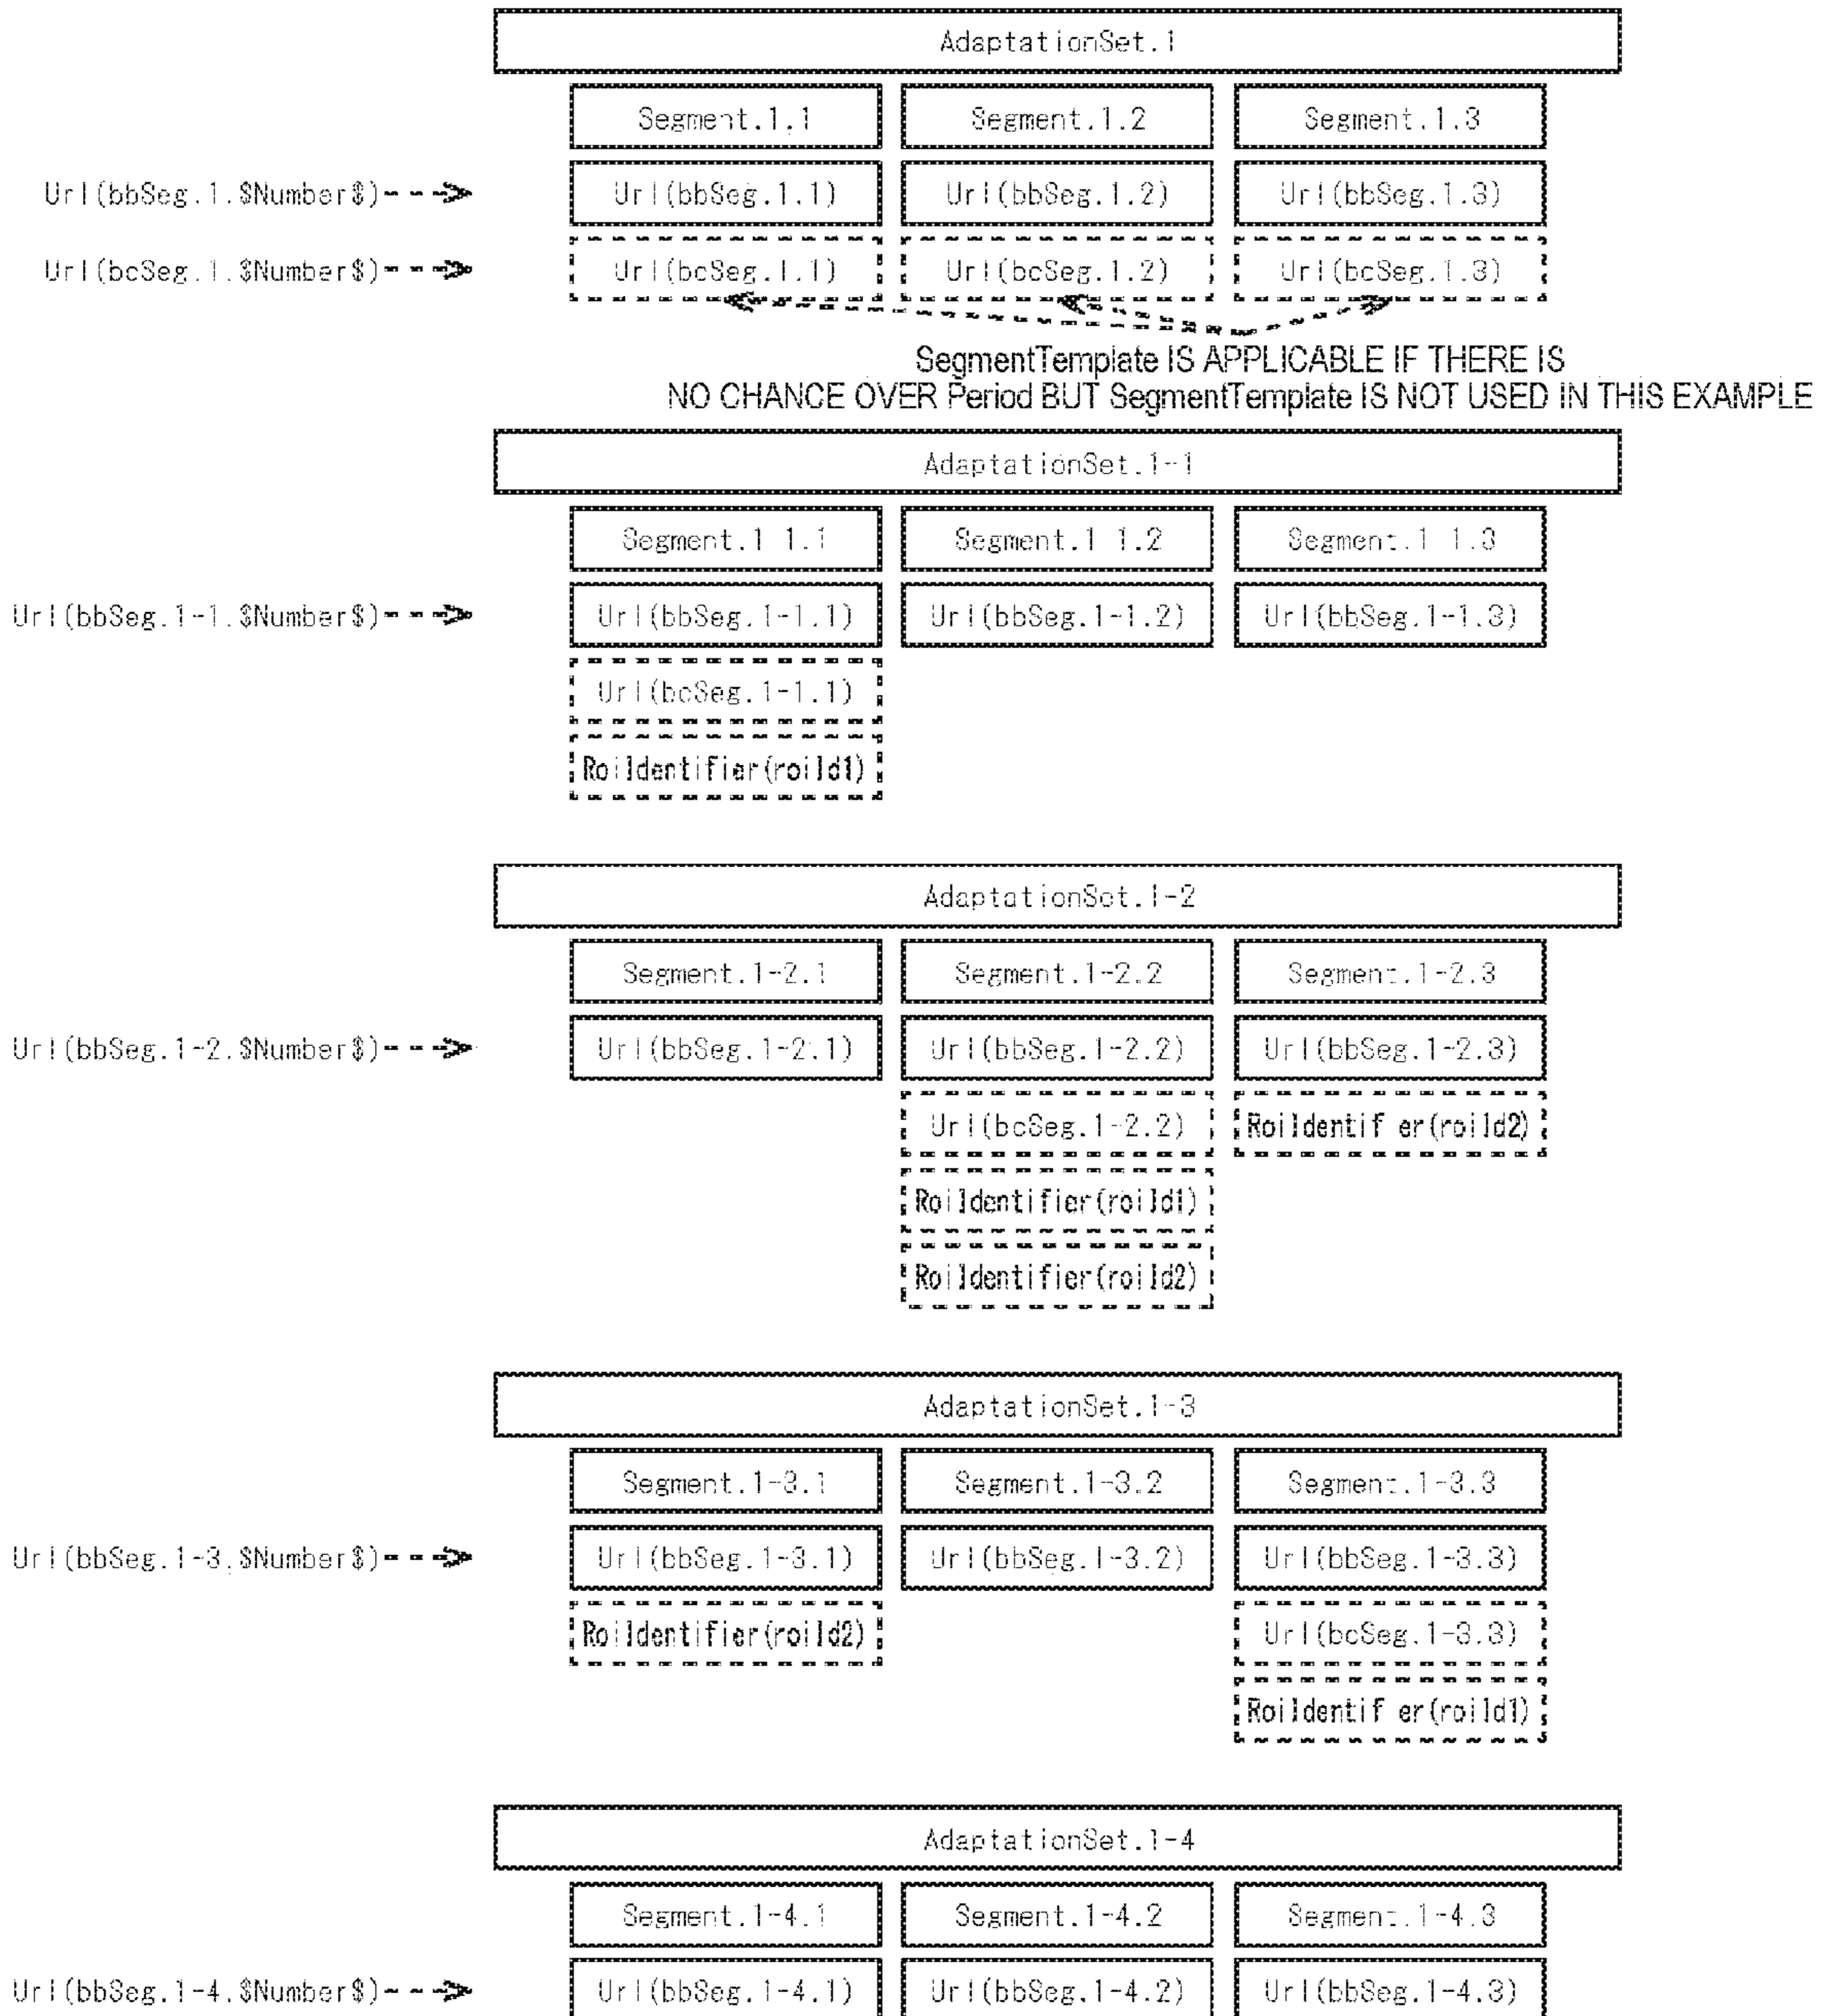 AdaptationSet.1
Segment.1.1 Segment.1.2 Segment.1.3
Url(bbSeg.1.$Number$) Url(bbSeg.1.1) Url(bbSeg.1.2) Url(bbSeg.1.3)
Url(bcSeg.1.$Number$) Url(bcSeg.1.1) Url(bcSeg.1.2) Url(bcSeg.1.3)
SegmentTemplate IS APPLICABLE IF THERE IS
NO CHANCE OVER Period BUT SegmentTemplate IS NOT USED IN THIS EXAMPLE
AdaptationSet.1-1
Segment.1 1.1 Segment.1 1.2 Segment.1 1.3
Url(bbSeg.1-1.$Number$) Url(bbSeg.1-1.1) Url(bbSeg.1-1.2) Url(bbSeg.1-1.3)
Url(bcSeg.1-1.1)
RoiIdentifier(roiId1)
AdaptationSet.1-2
Segment.1-2.1 Segment.1-2.2 Segment.1-2.3
Url(bbSeg.1-2.$Number$) Url(bbSeg.1-2.1) Url(bbSeg.1-2.2) Url(bbSeg.1-2.3)
Url(bcSeg.1-2.2) RoiIdentif er(roiId2)
RoiIdentifier(roiId1)
RoiIdentifier(roiId2)
AdaptationSet.1-3
Segment.1-3.1 Segment.1-3.2 Segment.1-3.3
Url(bbSeg.1-3.$Number$) Url(bbSeg.1-3.1) Url(bbSeg.1-3.2) Url(bbSeg.1-3.3)
RoiIdentifier(roiId2) Url(bcSeg.1-3.3)
RoiIdentif er(roiId1)
AdaptationSet.1-4
Segment.1-4.1 Segment.1-4.2 Segment.1-4.3
Url(bbSeg.1-4.$Number$) Url(bbSeg.1-4.1) Url(bbSeg.1-4.2) Url(bbSeg.1-4.3)